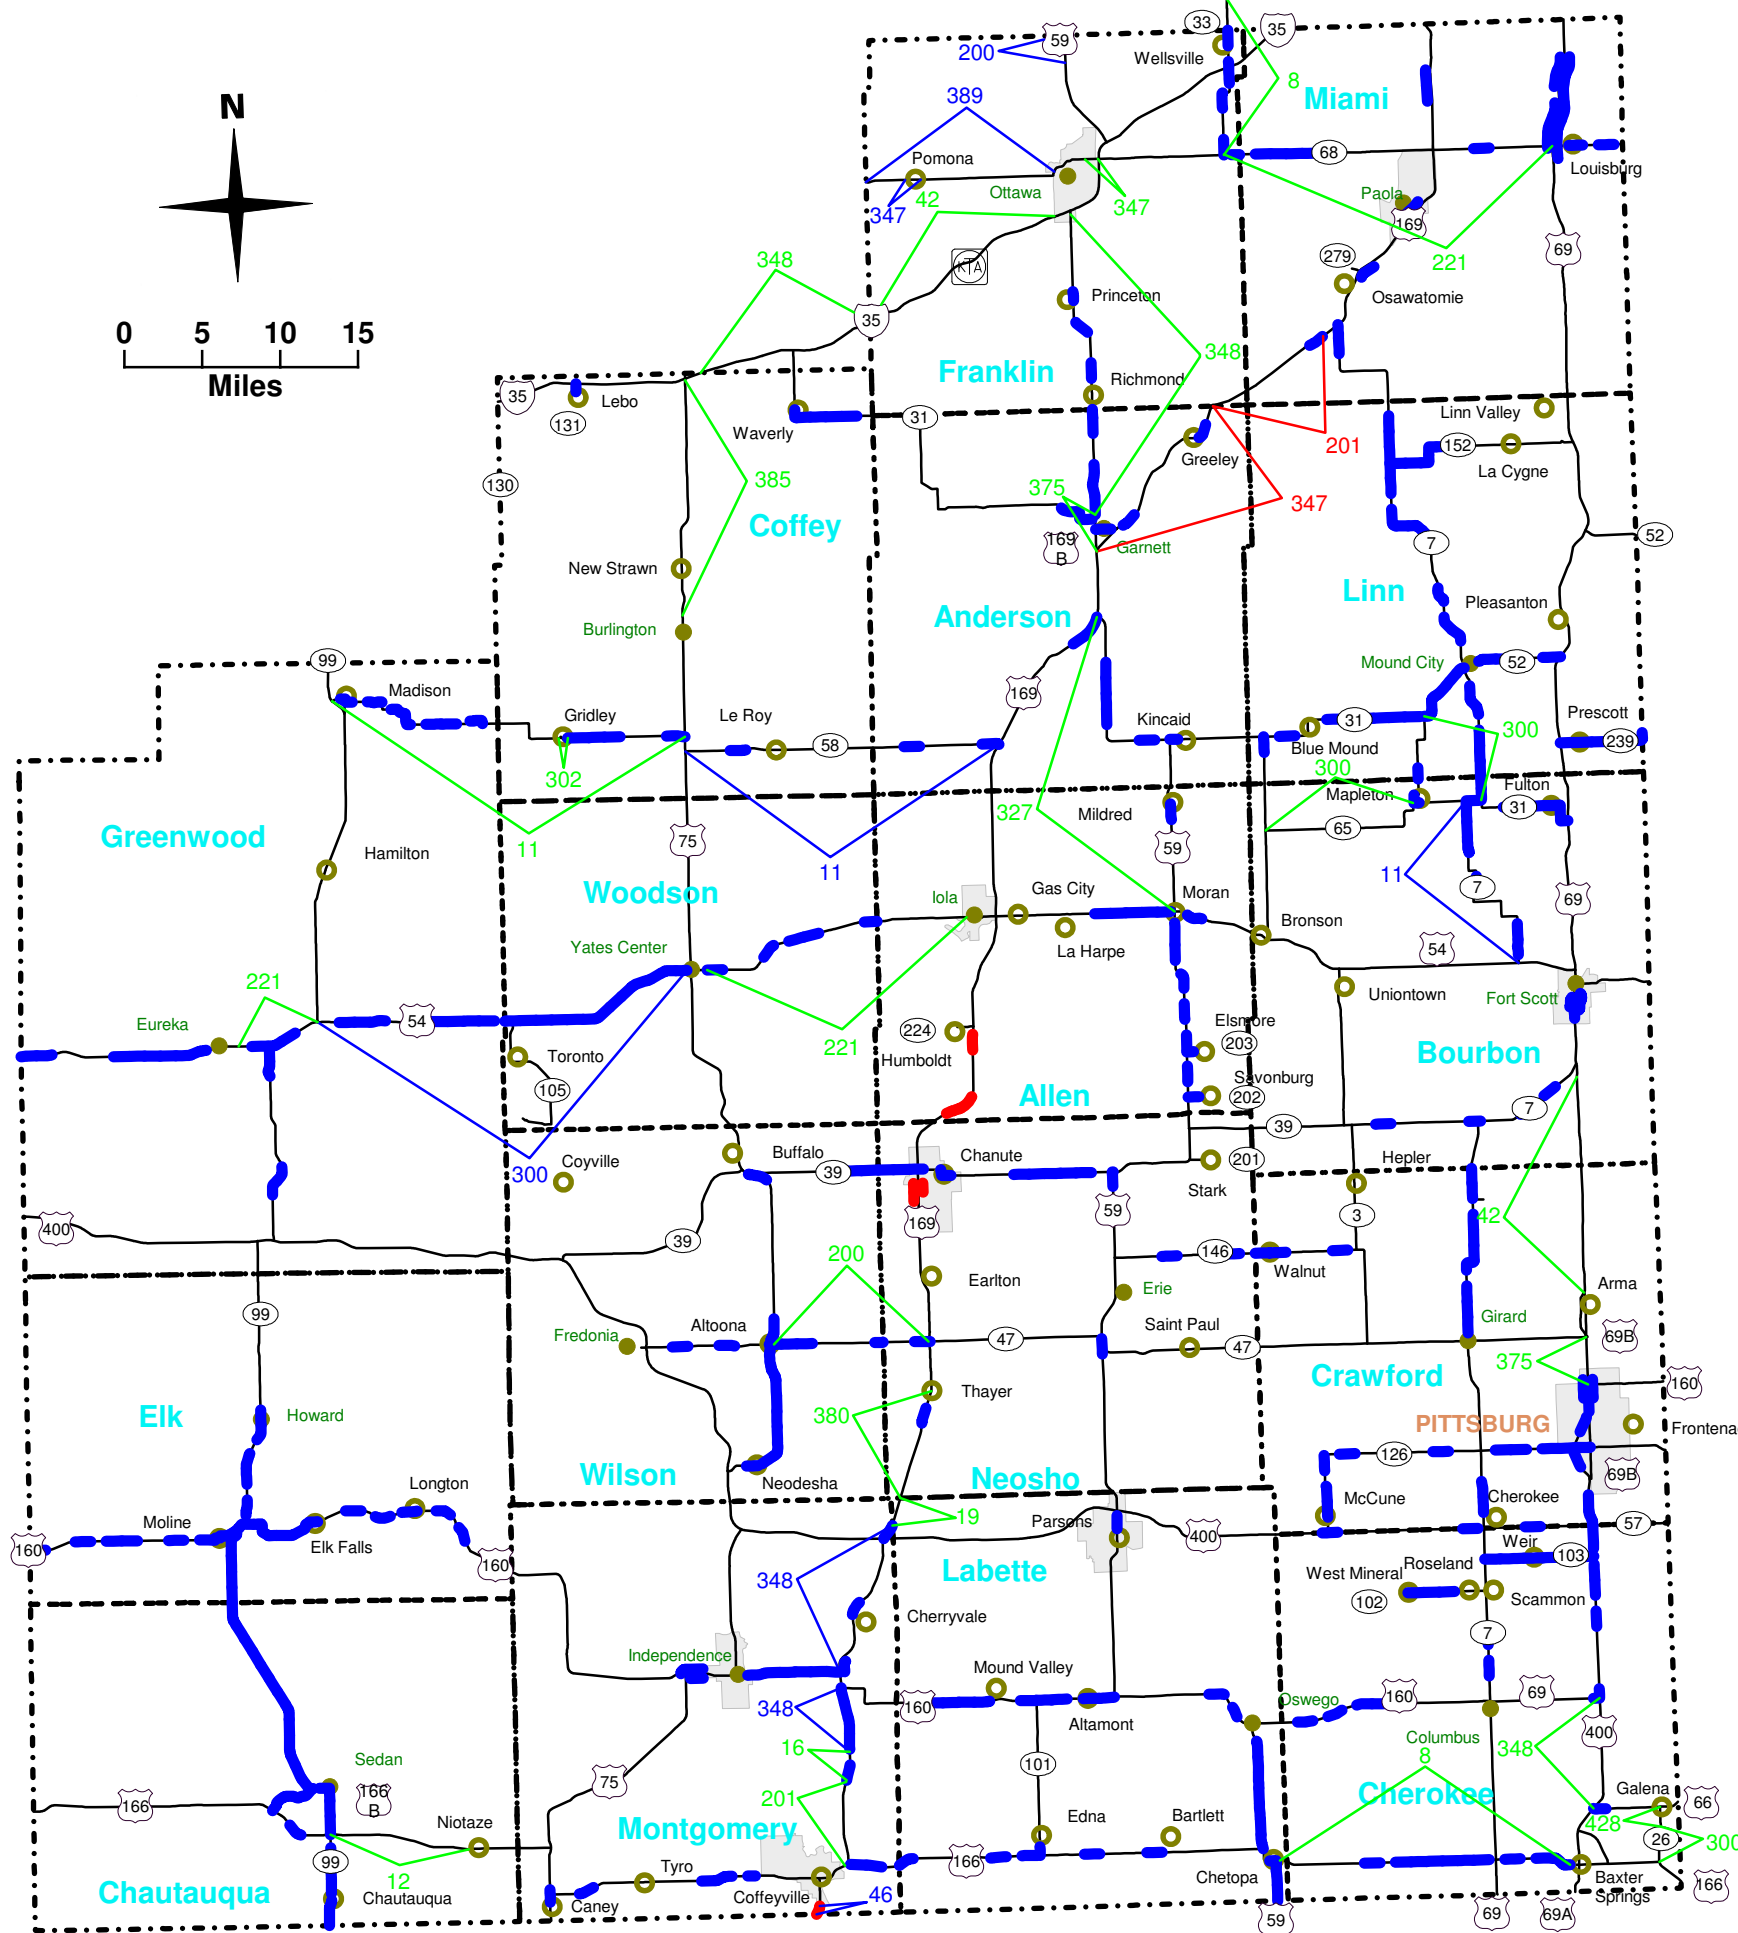 33
35
59
Wellsville
200
8
Miami
389
N
68
Pomona
Louisburg
Ottawa
Paola
42
347
347
169
221
69
348
279
KTA
Osawatomie
Princeton
0 5 10 15
Miles
35
348
Franklin
Richmond
35
Lebo
131
Waverly
31
Linn Valley
201
152
La Cygne
Greeley
130
385
375
347
Coffey
169
B
Garnett
7
52
New Strawn
Linn
Pleasanton
Anderson
Burlington
99
Mound City
52
Madison
169
Gridley
Le Roy
58
Kincaid
31
Prescott
239
Blue Mound
300
302
300
Mapleton
Fulton
31
327
Mildred
65
Greenwood
75
59
11
Hamilton
11
11
7
Woodson
Iola
Gas City
Moran
69
Bronson
54
Yates Center
La Harpe
221
Uniontown
Fort Scott
Eureka
54
224
Elsmore
203
Humboldt
221
Toronto
Bourbon
105
Savonburg
202
Allen
7
39
Buffalo
39
Chanute
Hepler
201
Coyville
300
Stark
400
169
59
3
42
39
200
146
Walnut
Earlton
Erie
Arma
99
Girard
Altoona
Saint Paul
Fredonia
47
47
69B
375
Crawford
160
Thayer
Howard
380
Elk
PITTSBURG
Frontena
126
Wilson
Neosho
69B
Longton
Neodesha
McCune
Cherokee
19
Moline
Parsons
57
400
160
Elk Falls
Weir
103
160
Roseland
West Mineral
348
Labette
102
Scammon
Cherryvale
7
Independence
Mound Valley
160
69
Oswego
160
348
Altamont
400
Columbus
16
348
8
Sedan
101
75
Galena
66
166
B
Cherokee
166
201
428
Edna
Bartlett
Niotaze
Montgomery
26
300
99
166
Tyro
Chetopa
12
Baxter
Springs
166
Chautauqua
Chautauqua
Coffeyville
46
Caney
59
69
69A